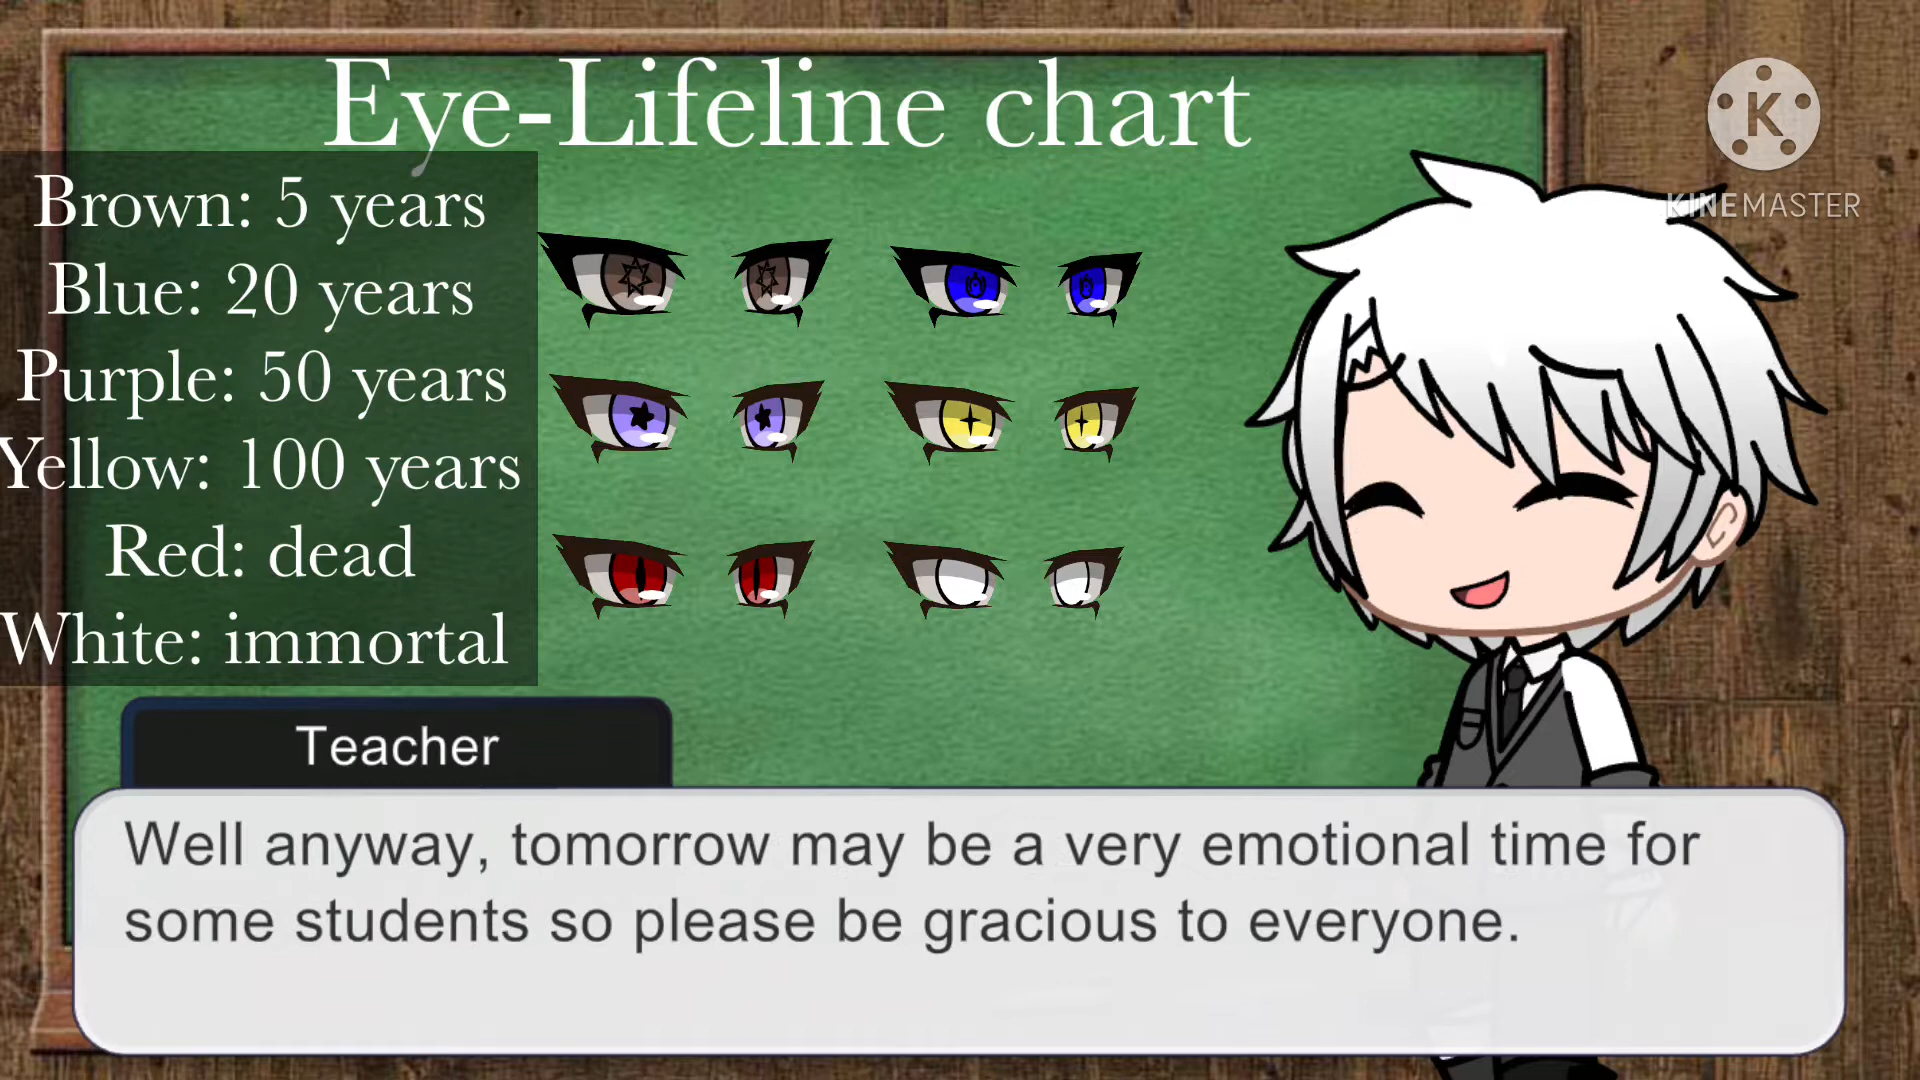 Eye-Lifeline chart
K
KINEMASTER
Brown: 5 years
Blue: 20 years
Purple: 50 years
Yellow: 100 years
Red: dead
White: immortal
Teacher
Well anyway, tomorrow may be a very emotional time for
some students so please be gracious to everyone.